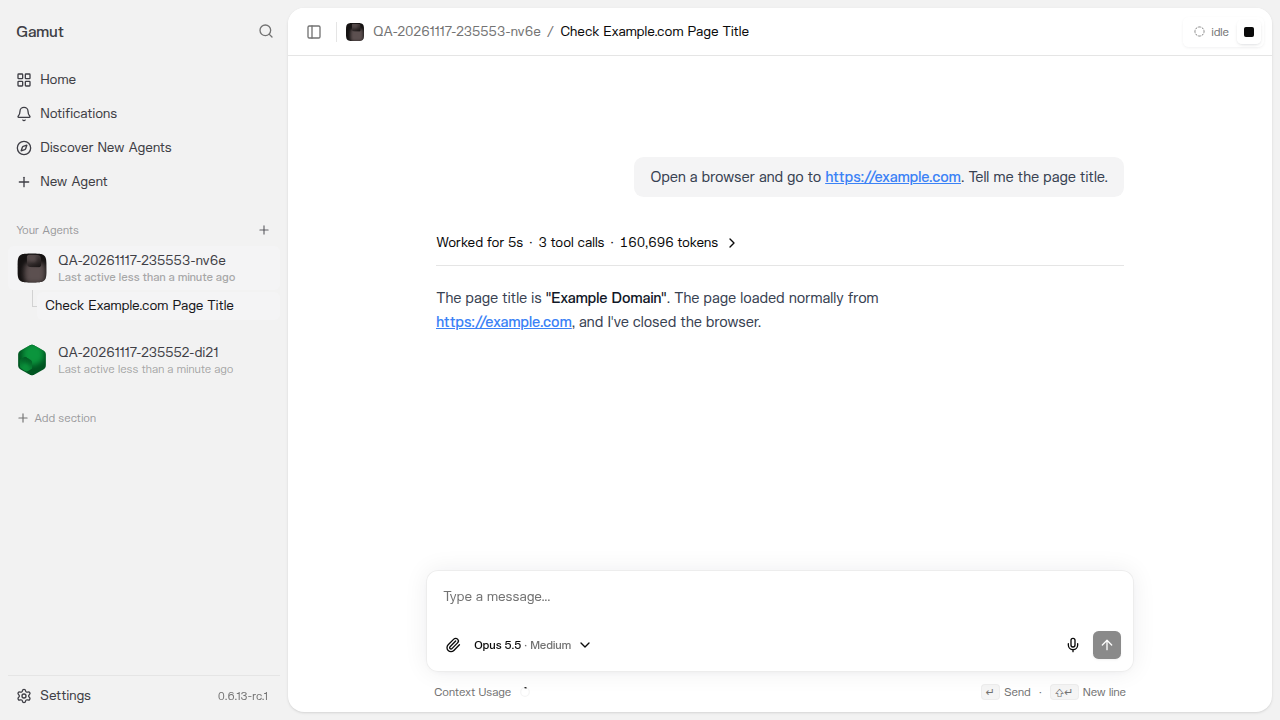 Gamut
Home
Notifications
Discover New Agents
New Agent
Your Agents
QA-20261117-235553-nv6e
Last active less than a minute ago
Check Example.com Page Title
QA-20261117-235552-di21
Last active less than a minute ago
Add section
Settings
0.6.13-rc.1
QA-20261117-235553-nv6e / Check Example.com Page Title
idle
Open a browser and go to https://example.com. Tell me the page title.
Worked for 5s · 3 tool calls · 160,696 tokens
The page title is "Example Domain". The page loaded normally from
https://example.com, and I've closed the browser.
Type a message...
Opus 5.5 · Medium
Context Usage
Send · New line